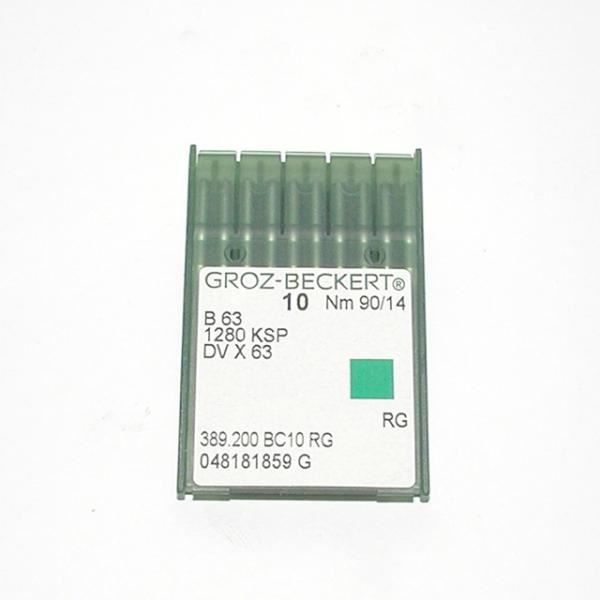 GROZ-BECKERT®
10 Nm 90/14
B 63
1280 KSP
DV X 63
RG
389.200 BC10 RG
048181859 G